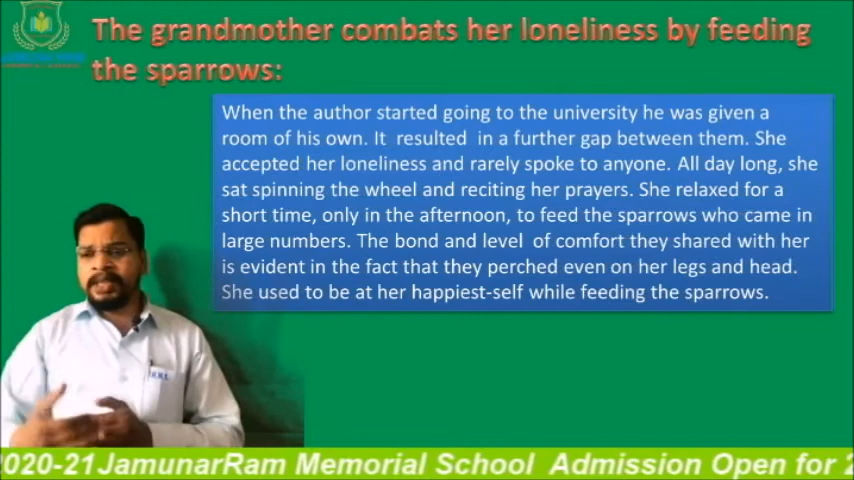 The grandmother combats her loneliness by feeding
the sparrows:
When the author started going to the university he was given a
room of his own. It resulted in a further gap between them. She
accepted her loneliness and rarely spoke to anyone. All day long, she
sat spinning the wheel and reciting her prayers. She relaxed for a
short time, only in the afternoon, to feed the sparrows who came in
large numbers. The bond and level of comfort they shared with her
is evident in the fact that they perched even on her legs and head.
She used to be at her happiest-self while feeding the sparrows.
2020-21 JamunarRam Memorial School Admission Open for 2